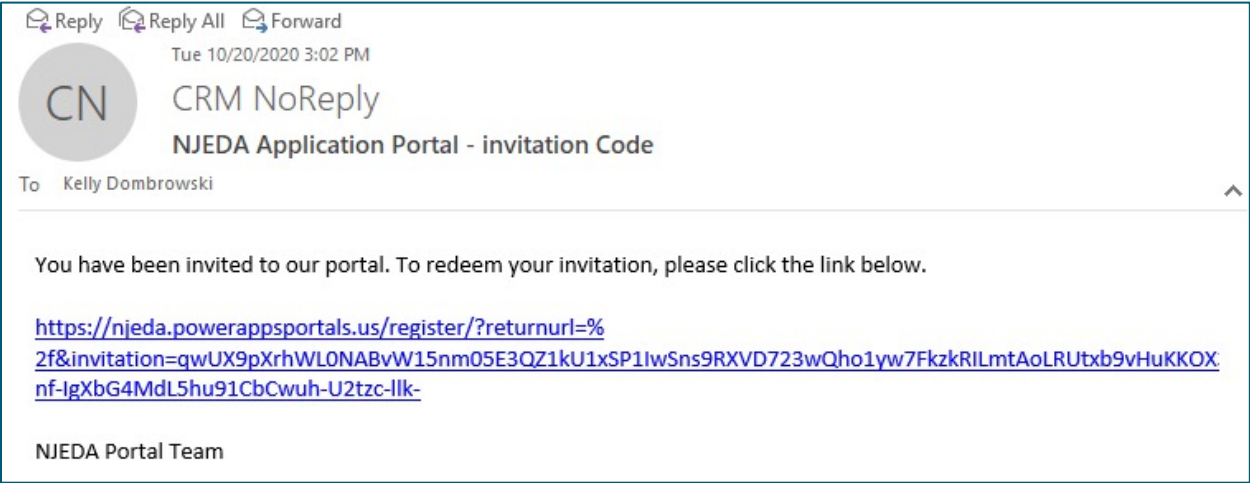 Reply Reply All Forward
Tue 10/20/2020 3:02 PM
CN
CRM NoReply
NJEDA Application Portal - invitation Code
To Kelly Dombrowski
You have been invited to our portal. To redeem your invitation, please click the link below.
https://njeda.powerappsportals.us/register/?returnurl=%
2f&invitation=qwUX9pXrhWL0NABvW15nm05E3QZ1kU1xSP1IwSns9RXVD723wQho1yw7FkzkRILmtAoLRUtxb9vHuKKOX
nf-IgXbG4MdL5hu91CbCwuh-U2tzc-llk-
NJEDA Portal Team